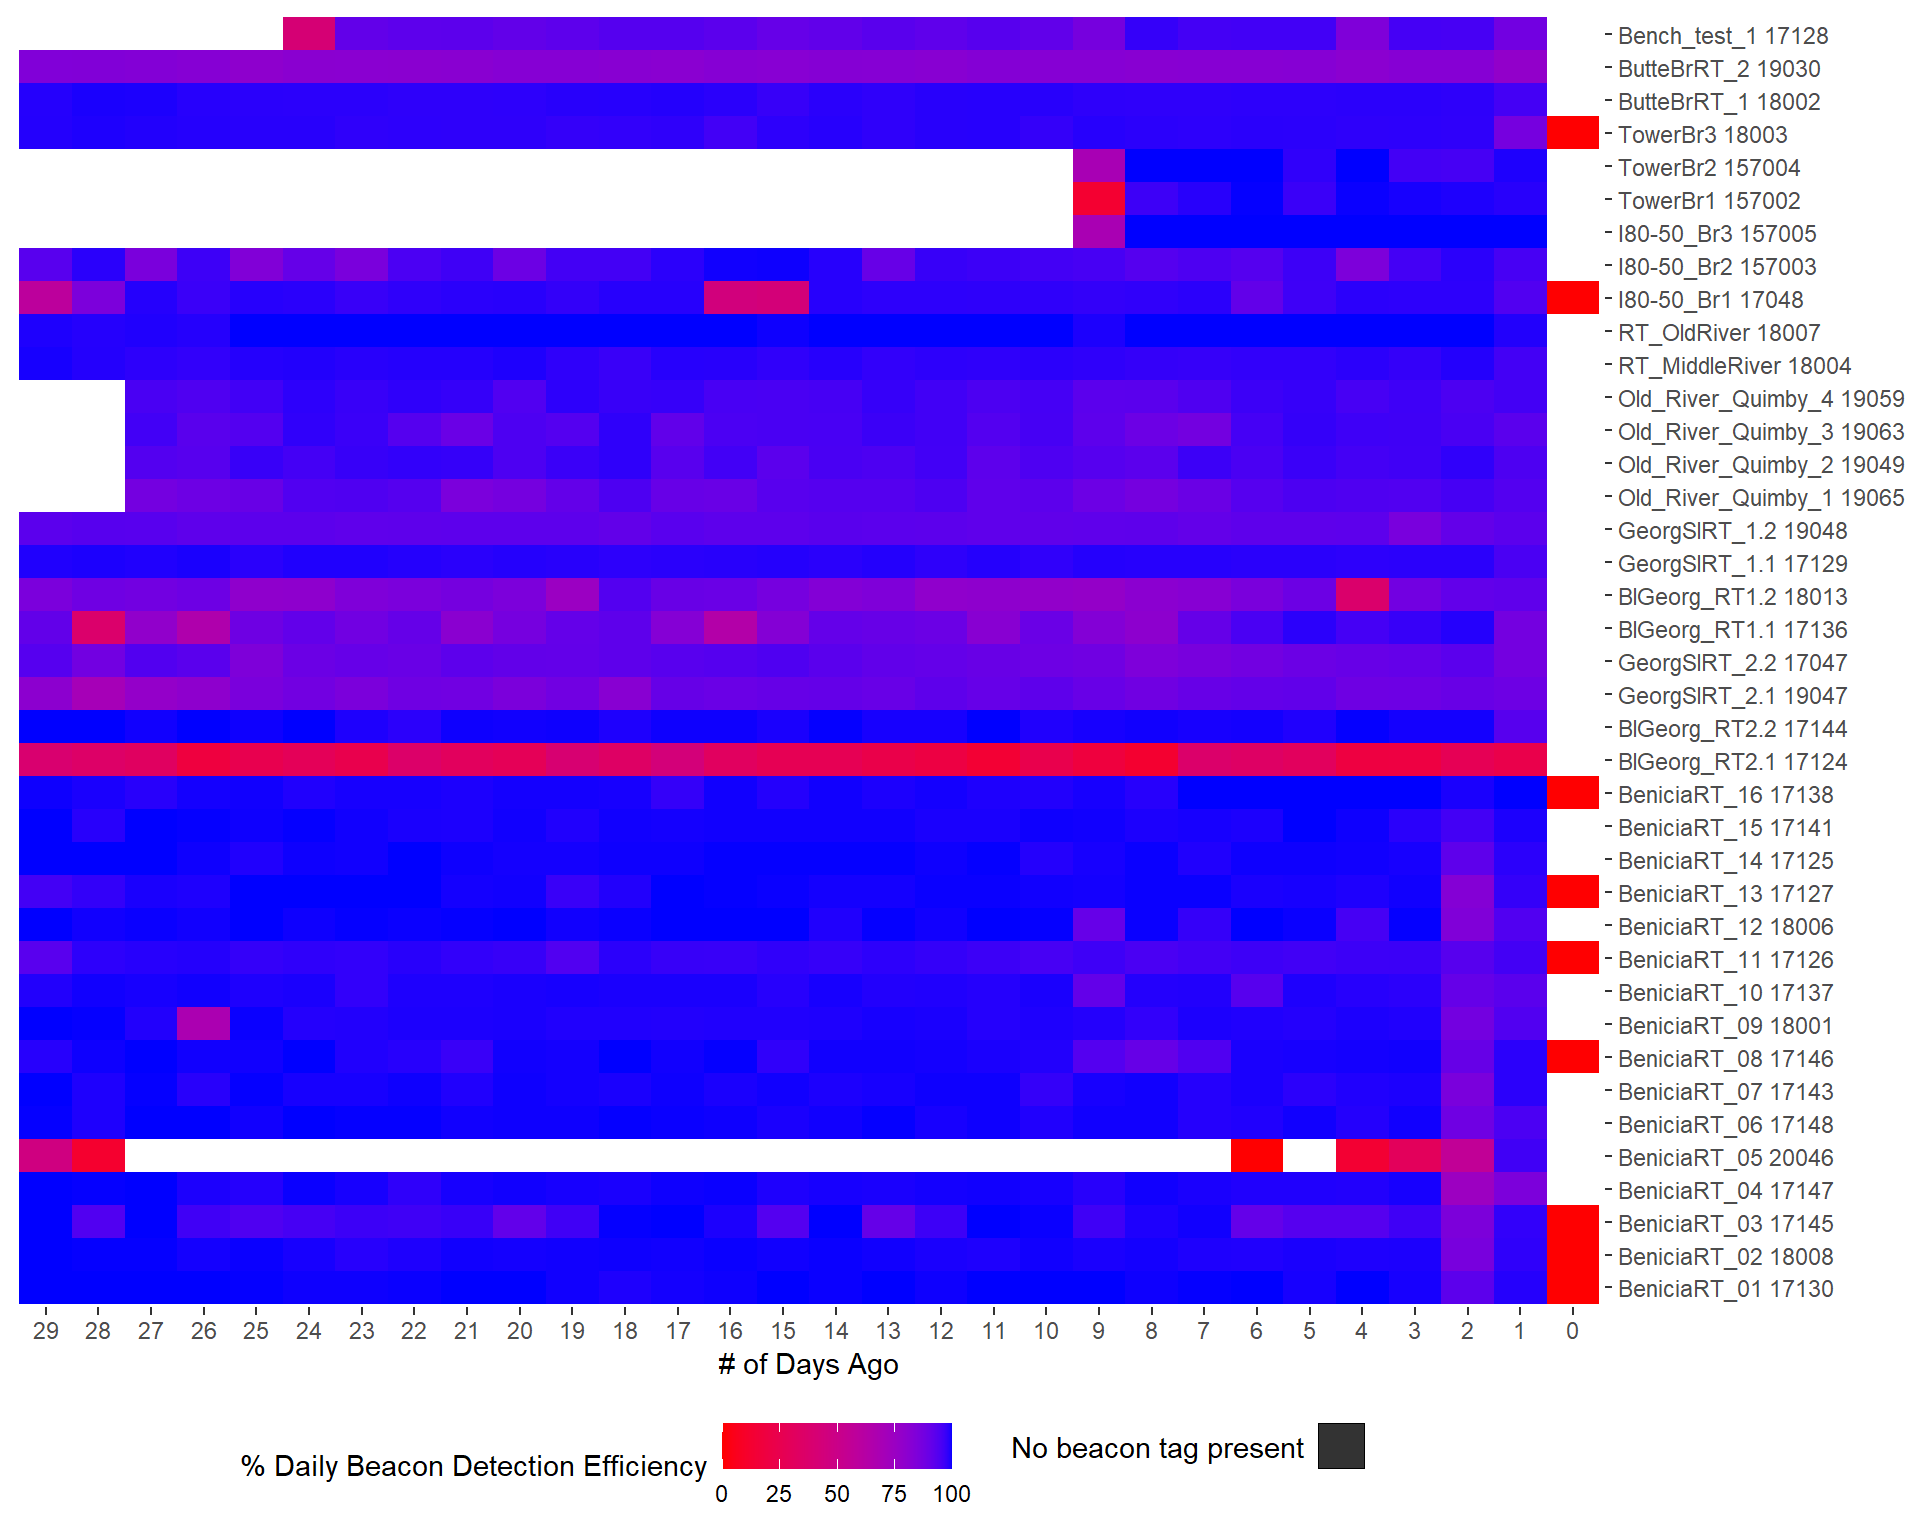 Bench_test_1 17128
ButteBrRT_2 19030
ButteBrRT_1 18002
TowerBr3 18003
TowerBr2 157004
TowerBr1 157002
I80-50_Br3 157005
I80-50_Br2 157003
I80-50_Br1 17048
RT_OldRiver 18007
RT_MiddleRiver 18004
Old_River_Quimby_4 19059
Old_River_Quimby_3 19063
Old_River_Quimby_2 19049
Old_River_Quimby_1 19065
GeorgSlRT_1.2 19048
GeorgSlRT_1.1 17129
BlGeorg_RT1.2 18013
BlGeorg_RT1.1 17136
GeorgSlRT_2.2 17047
GeorgSlRT_2.1 19047
BlGeorg_RT2.2 17144
BlGeorg_RT2.1 17124
BeniciaRT_16 17138
BeniciaRT_15 17141
BeniciaRT_14 17125
BeniciaRT_13 17127
BeniciaRT_12 18006
BeniciaRT_11 17126
BeniciaRT_10 17137
BeniciaRT_09 18001
BeniciaRT_08 17146
BeniciaRT_07 17143
BeniciaRT_06 17148
BeniciaRT_05 20046
BeniciaRT_04 17147
BeniciaRT_03 17145
BeniciaRT_02 18008
BeniciaRT_01 17130
29 28 27 26 25 24 23 22 21 20 19 18 17 16 15 14 13 12 11 10 9 8 7 6 5 4 3 2 1 0
# of Days Ago
% Daily Beacon Detection Efficiency
0 25 50 75 100
No beacon tag present